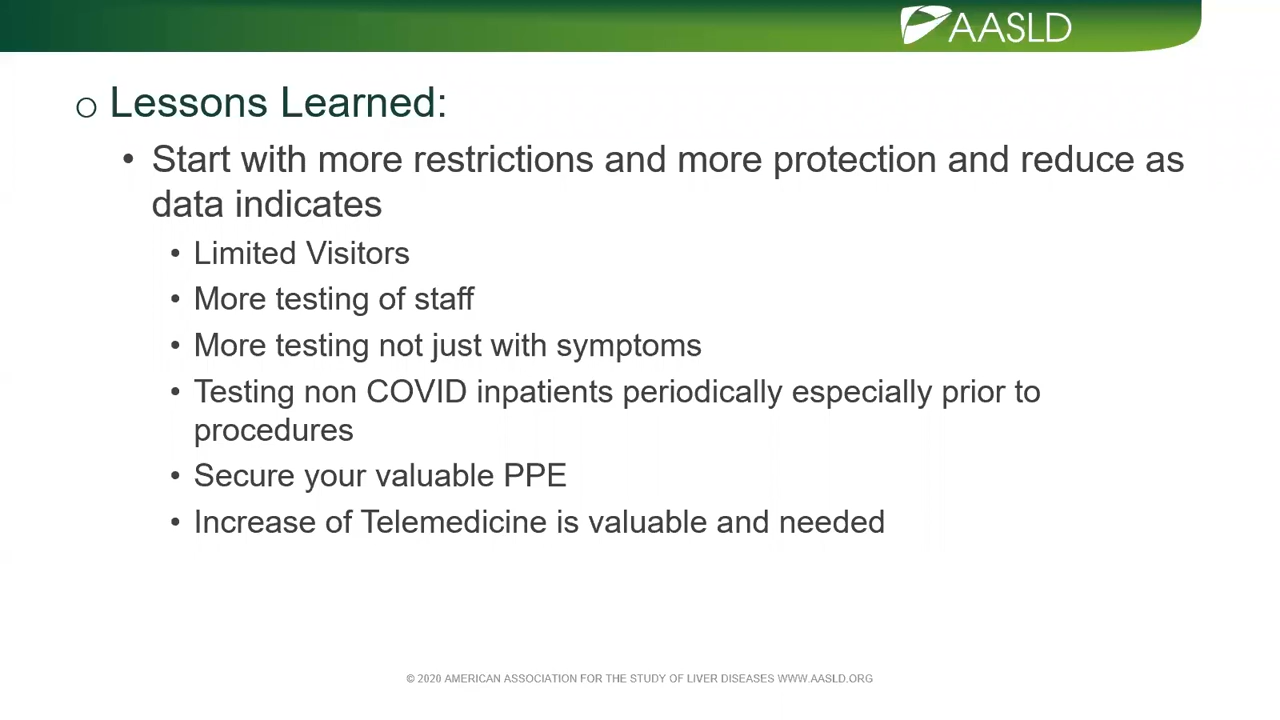 AASLD
o Lessons Learned:
• Start with more restrictions and more protection and reduce as
data indicates
• Limited Visitors
• More testing of staff
• More testing not just with symptoms
• Testing non COVID inpatients periodically especially prior to
procedures
• Secure your valuable PPE
• Increase of Telemedicine is valuable and needed
© 2020 AMERICAN ASSOCIATION FOR THE STUDY OF LIVER DISEASES WWW.AASLD.ORG